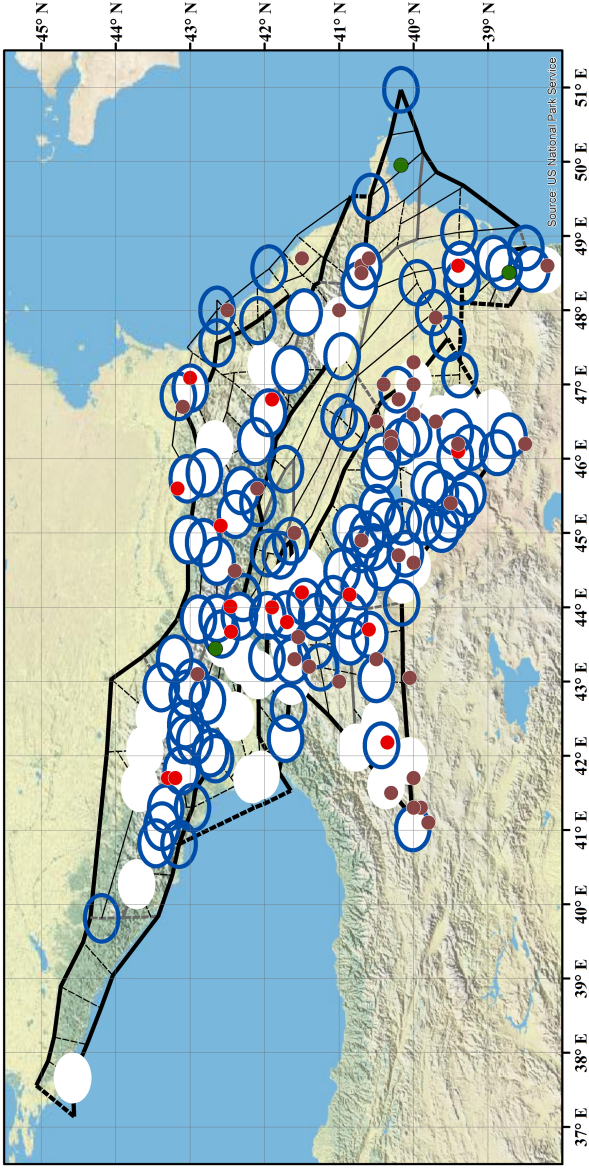 45° N
44° N
43° N
42° N
41° N
40° N
39° N
51° E
50° E
49° E
48° E
47° E
46° E
45° E
44° E
43° E
42° E
41° E
40° E
39° E
38° E
37° E
Source: US National Park Service